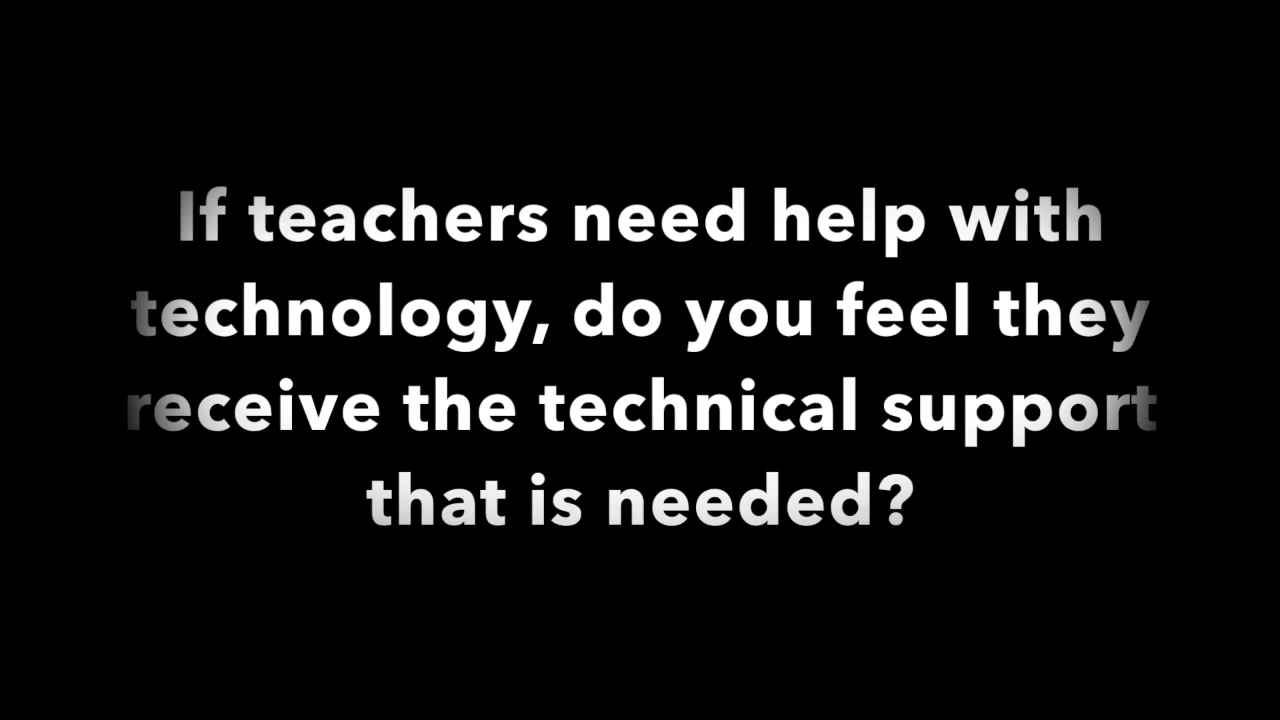 If teachers need help with
technology, do you feel they
receive the technical support
that is needed?